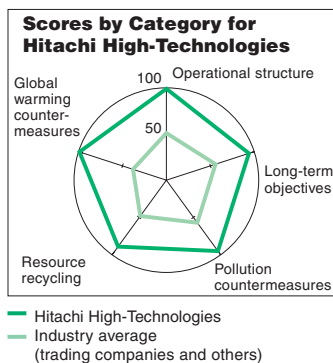 Scores by Category for
Hitachi High-Technologies
100
Operational structure
Global
warming
counter-
measures
50
Long-term
objectives
Resource
recycling
Pollution
countermeasures
Hitachi High-Technologies
Industry average
(trading companies and others)